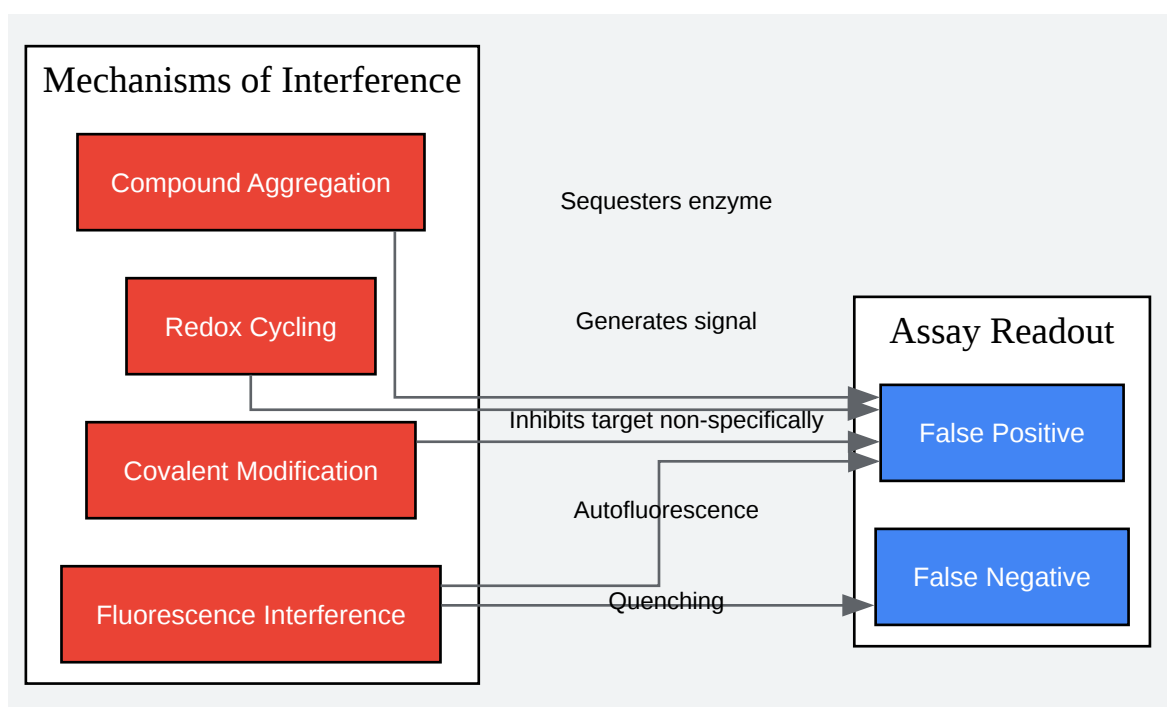 Mechanisms of Interference
Compound Aggregation
Redox Cycling
Covalent Modification
Fluorescence Interference
Sequesters enzyme
Generates signal
Inhibits target non-specifically
Autofluorescence
Quenching
Assay Readout
False Positive
False Negative